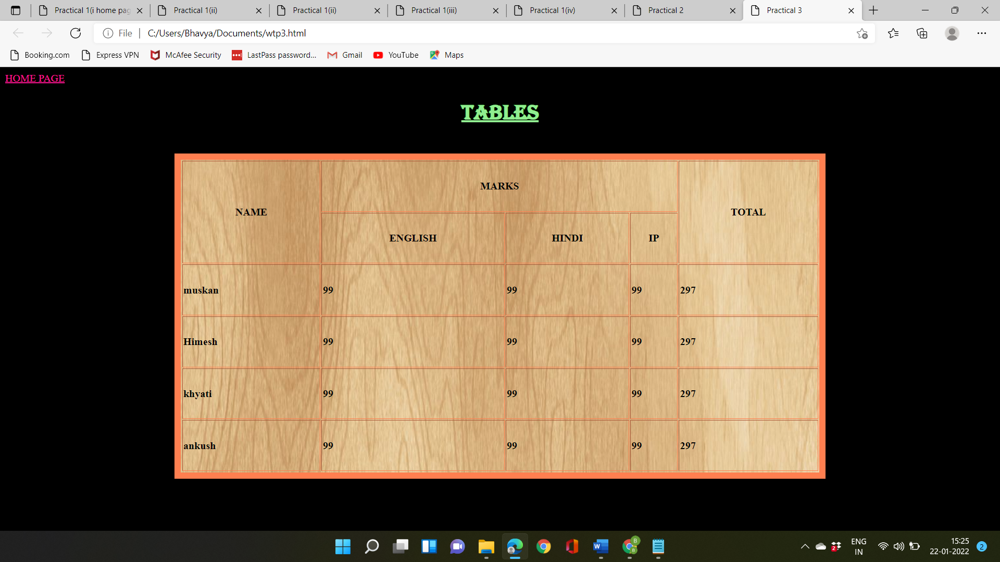 Practical 1(i home pag
Practical 1(ii)
Practical 1(ii)
Practical 1(iii)
Practical 1(iv)
Practical 2
Practical 3
File
C:/Users/Bhavya/Documents/wtp3.html
Booking.com
Express VPN
McAfee Security
LastPass password...
Gmail
YouTube
Maps
HOME PAGE
TABLES
NAME MARKS TOTAL
ENGLISH HINDI IP
muskan 99 99 99 297
Himesh 99 99 99 297
khyati 99 99 99 297
ankush 99 99 99 297
2
ENG
IN
15:25
22-01-2022
2